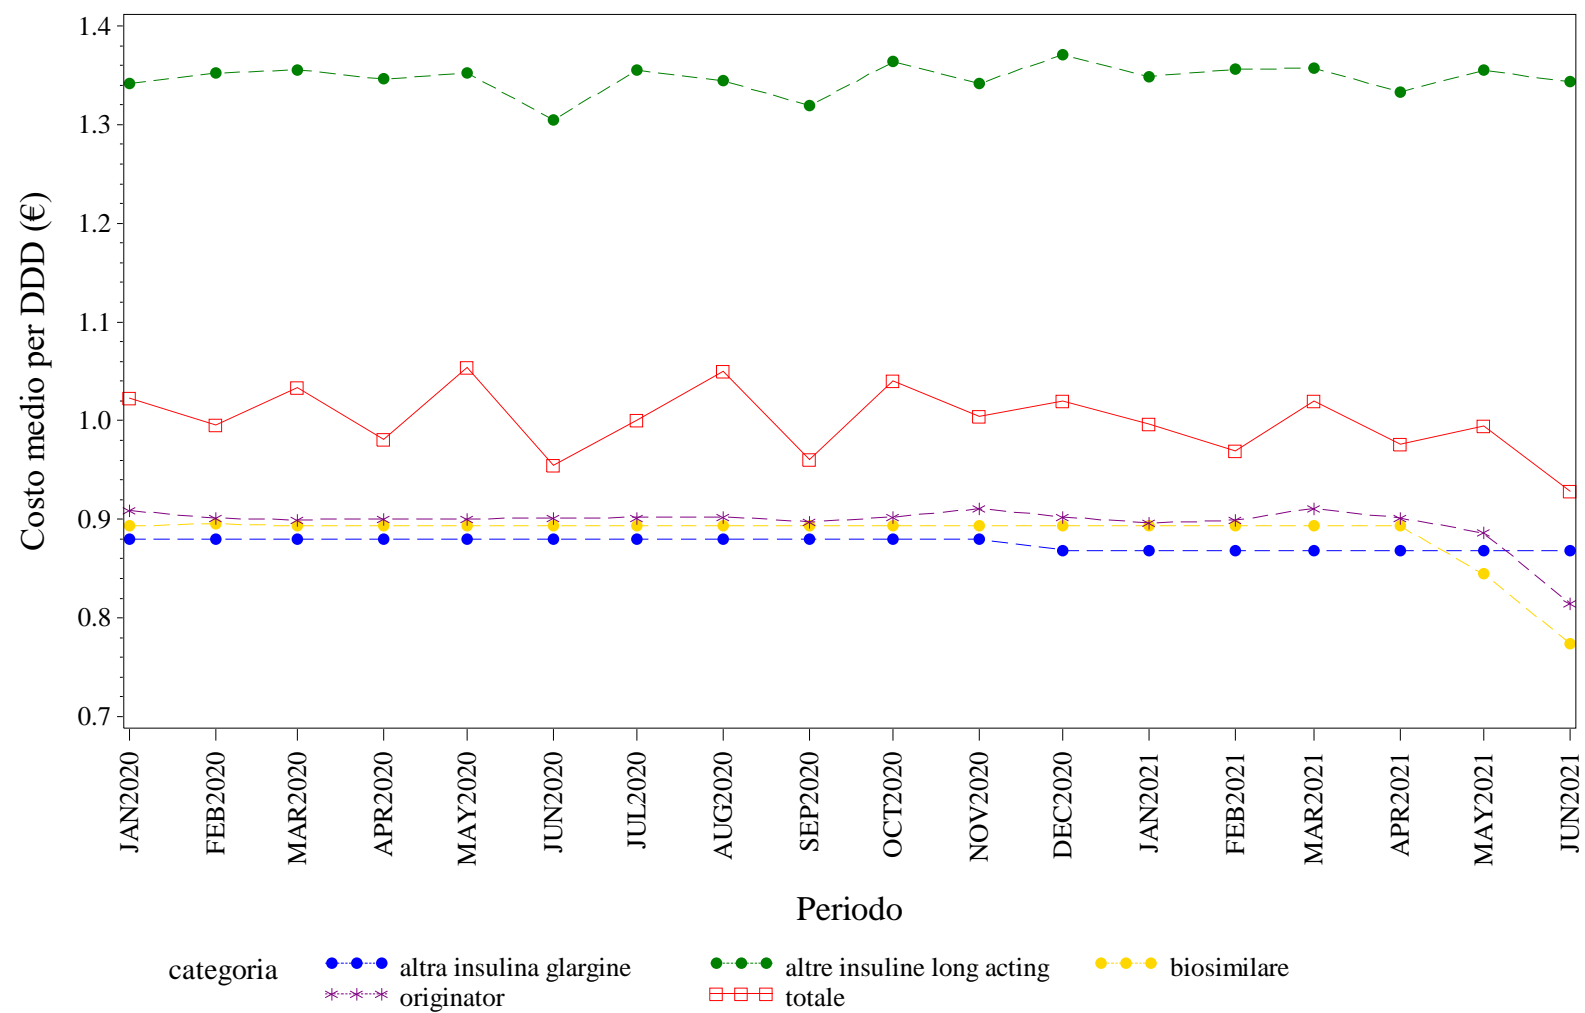 Costo medio per DDD (€)
1.4
1.3
1.2
1.1
1.0
0.9
0.8
0.7
JAN2020
FEB2020
MAR2020
APR2020
MAY2020
JUN2020
JUL2020
AUG2020
SEP2020
OCT2020
NOV2020
DEC2020
JAN2021
FEB2021
MAR2021
APR2021
MAY2021
JUN2021
Periodo
categoria
altra insulina glargine
altre insuline long acting
biosimilare
originator
totale